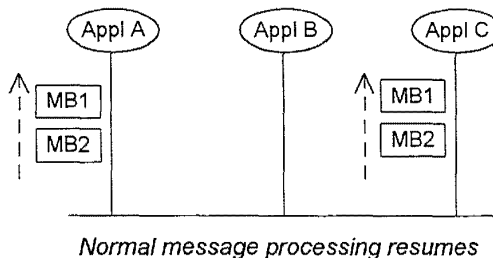 Appl A Appl B Appl C
MB1 MB1
MB2 MB2
Normal message processing resumes